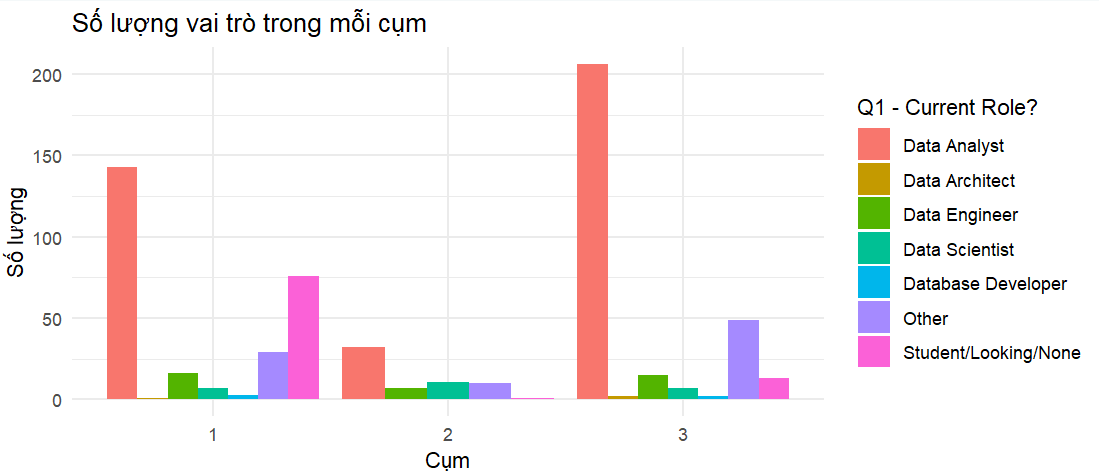 Số lượng vai trò trong mỗi cụm
Số lượng
200
150
100
50
0
1
2
3
Cụm
Q1 - Current Role?
Data Analyst
Data Architect
Data Engineer
Data Scientist
Database Developer
Other
Student/Looking/None